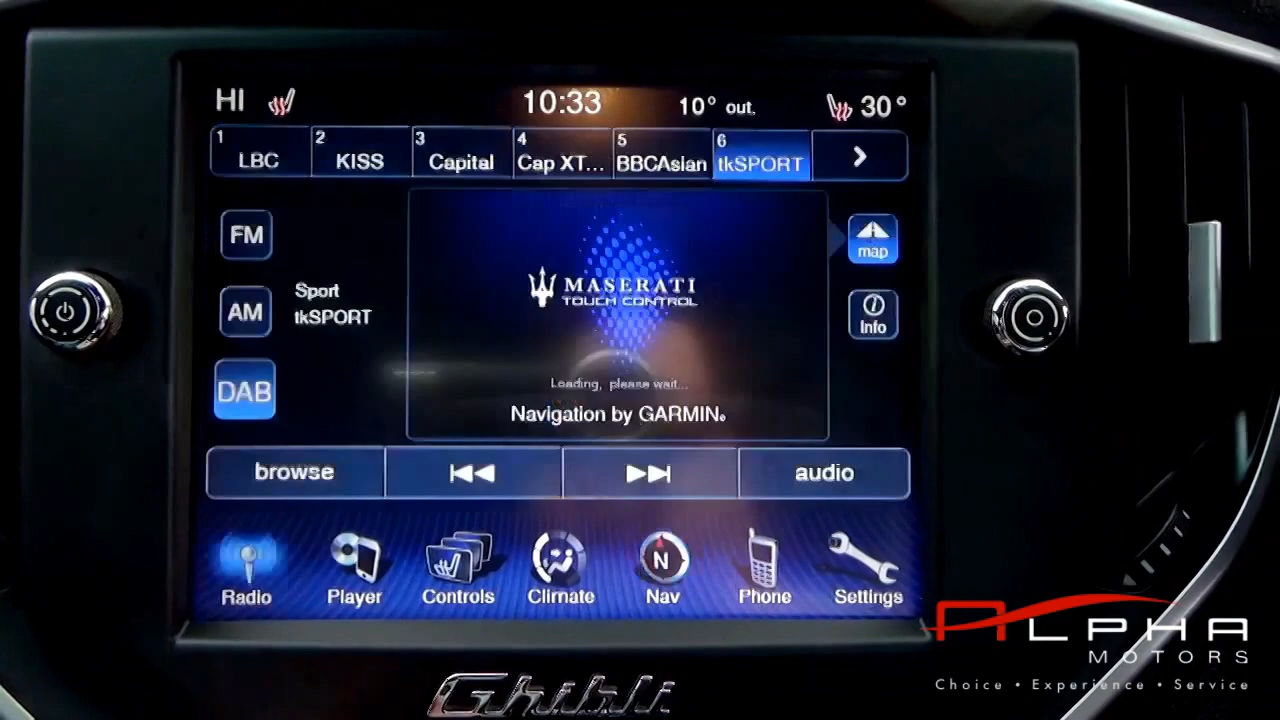 HI 10:33 10° out. 30°
1 LBC 2 KISS 3 Capital 4 Cap XT... 5 BBCAsian 6 tkSPORT
FM
AM
DAB
Sport
tkSPORT
MASERATI
TOUCH CONTROL
Loading, please wait...
Navigation by GARMIN®
map
Info
browse audio
N
Radio Player Controls Climate Nav Phone Settings
ALPHA
MOTORS
Choice • Experience • Service
Ghibli